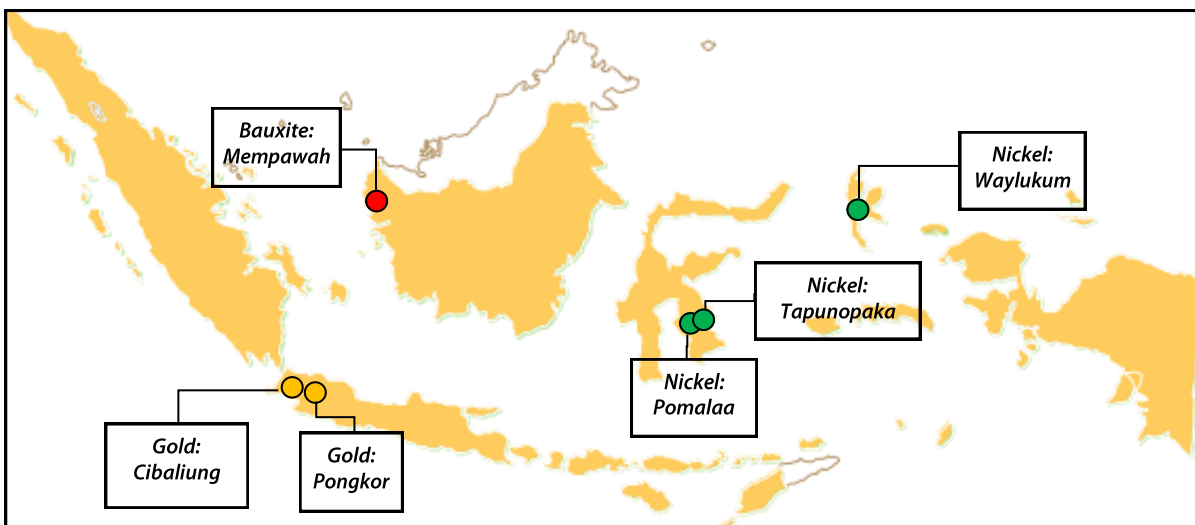 Bauxite:
Mempawah
Nickel:
Waylukum
Nickel:
Tapunopaka
Nickel:
Pomalaa
Gold:
Cibaliung
Gold:
Pongkor